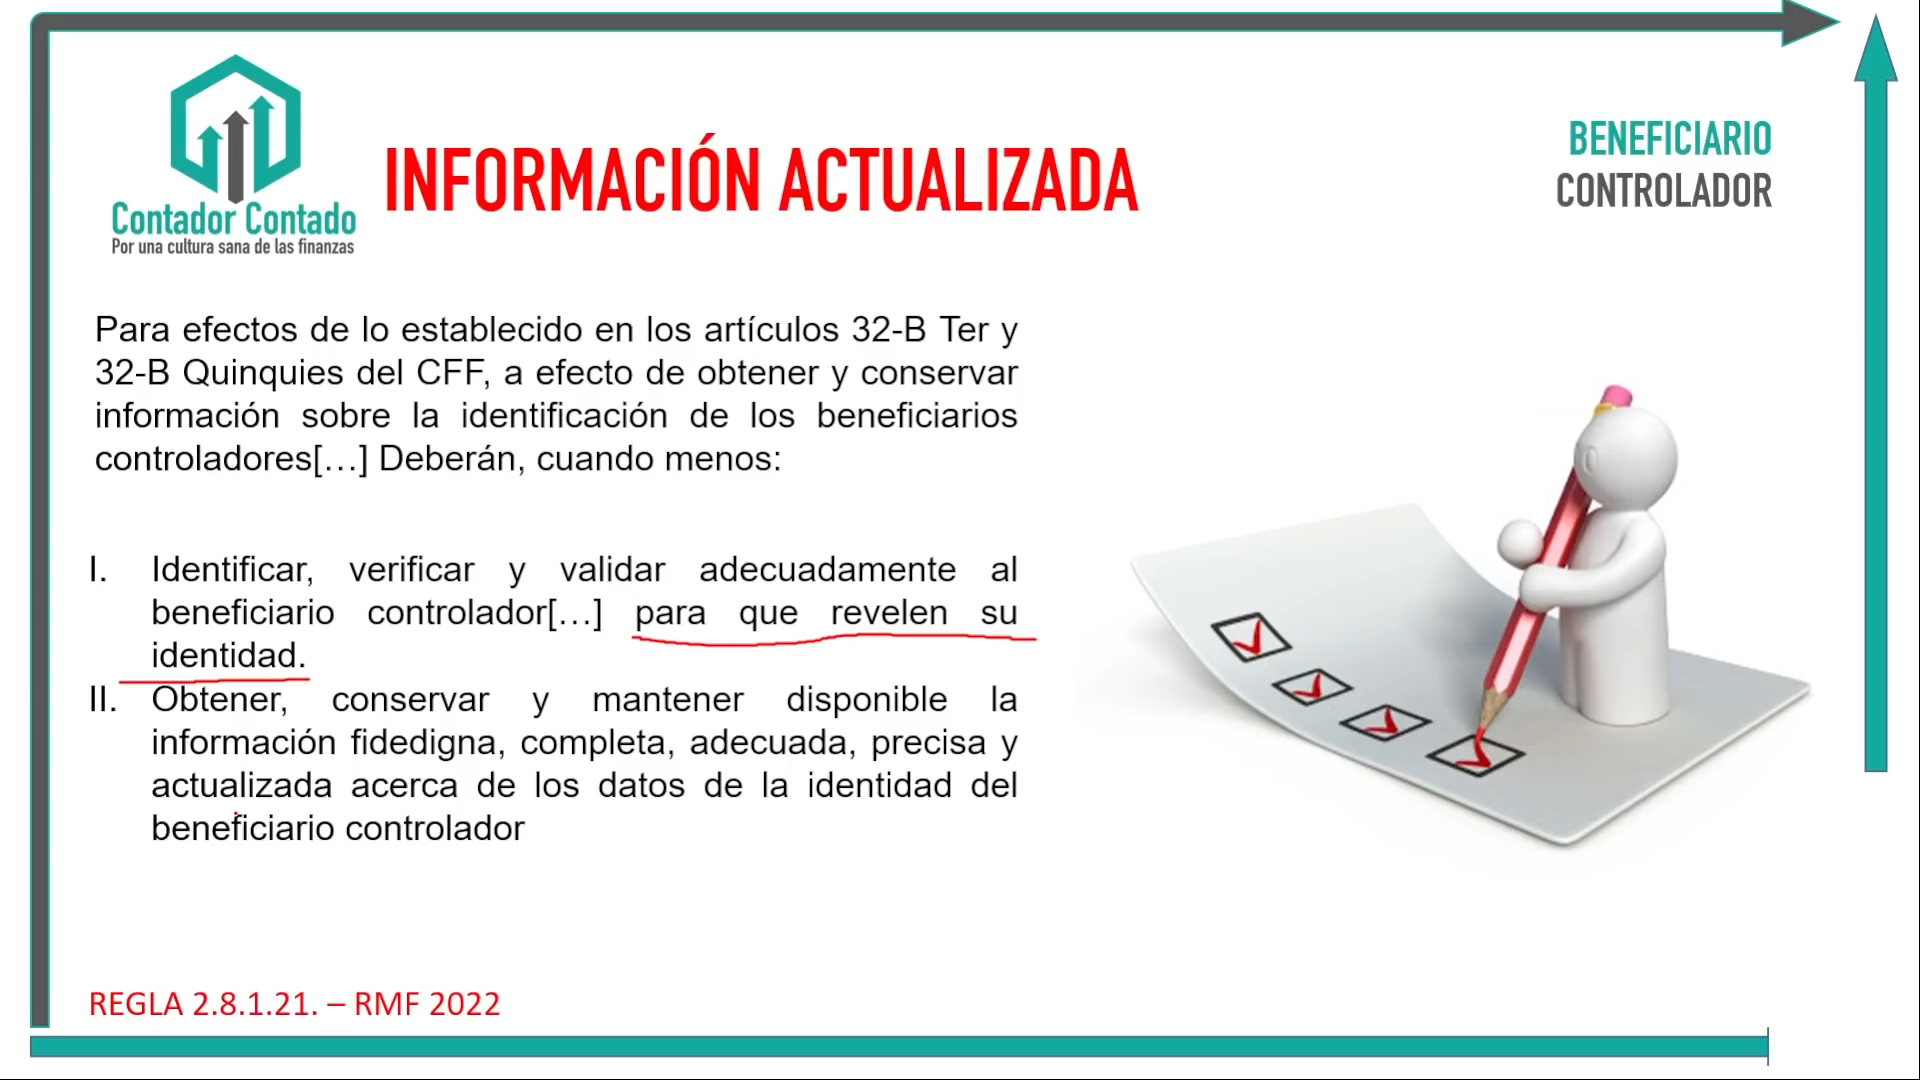 Contador Contado
Por una cultura sana de las finanzas
INFORMACIÓN ACTUALIZADA
BENEFICIARIO
CONTROLADOR
Para efectos de lo establecido en los artículos 32-B Ter y
32-B Quinquies del CFF, a efecto de obtener y conservar
información sobre la identificación de los beneficiarios
controladores[…] Deberán, cuando menos:
I. Identificar, verificar y validar adecuadamente al
beneficiario controlador[…] para que revelen su
identidad.
II. Obtener, conservar y mantener disponible la
información fidedigna, completa, adecuada, precisa y
actualizada acerca de los datos de la identidad del
beneficiario controlador
REGLA 2.8.1.21. – RMF 2022